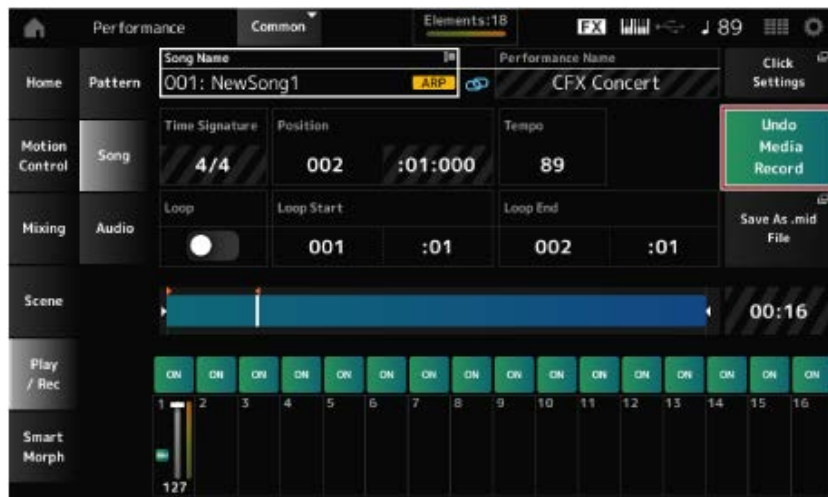 Performance
Common
Elements:18
FX
89
Home
Motion
Control
Mixing
Scene
Play
/ Rec
Smart
Morph
Pattern
Song
Audio
Song Name
001: NewSong1
ARP
Performance Name
CFX Concert
Click
Settings
Time Signature
4/4
Position
002 :01:000
Tempo
89
Undo
Media
Record
Loop
Loop Start
001 :01
Loop End
002 :01
Save As .mid
File
00:16
ON ON ON ON ON ON ON ON ON ON ON ON ON ON ON ON
1 2 3 4 5 6 7 8 9 10 11 12 13 14 15 16
127